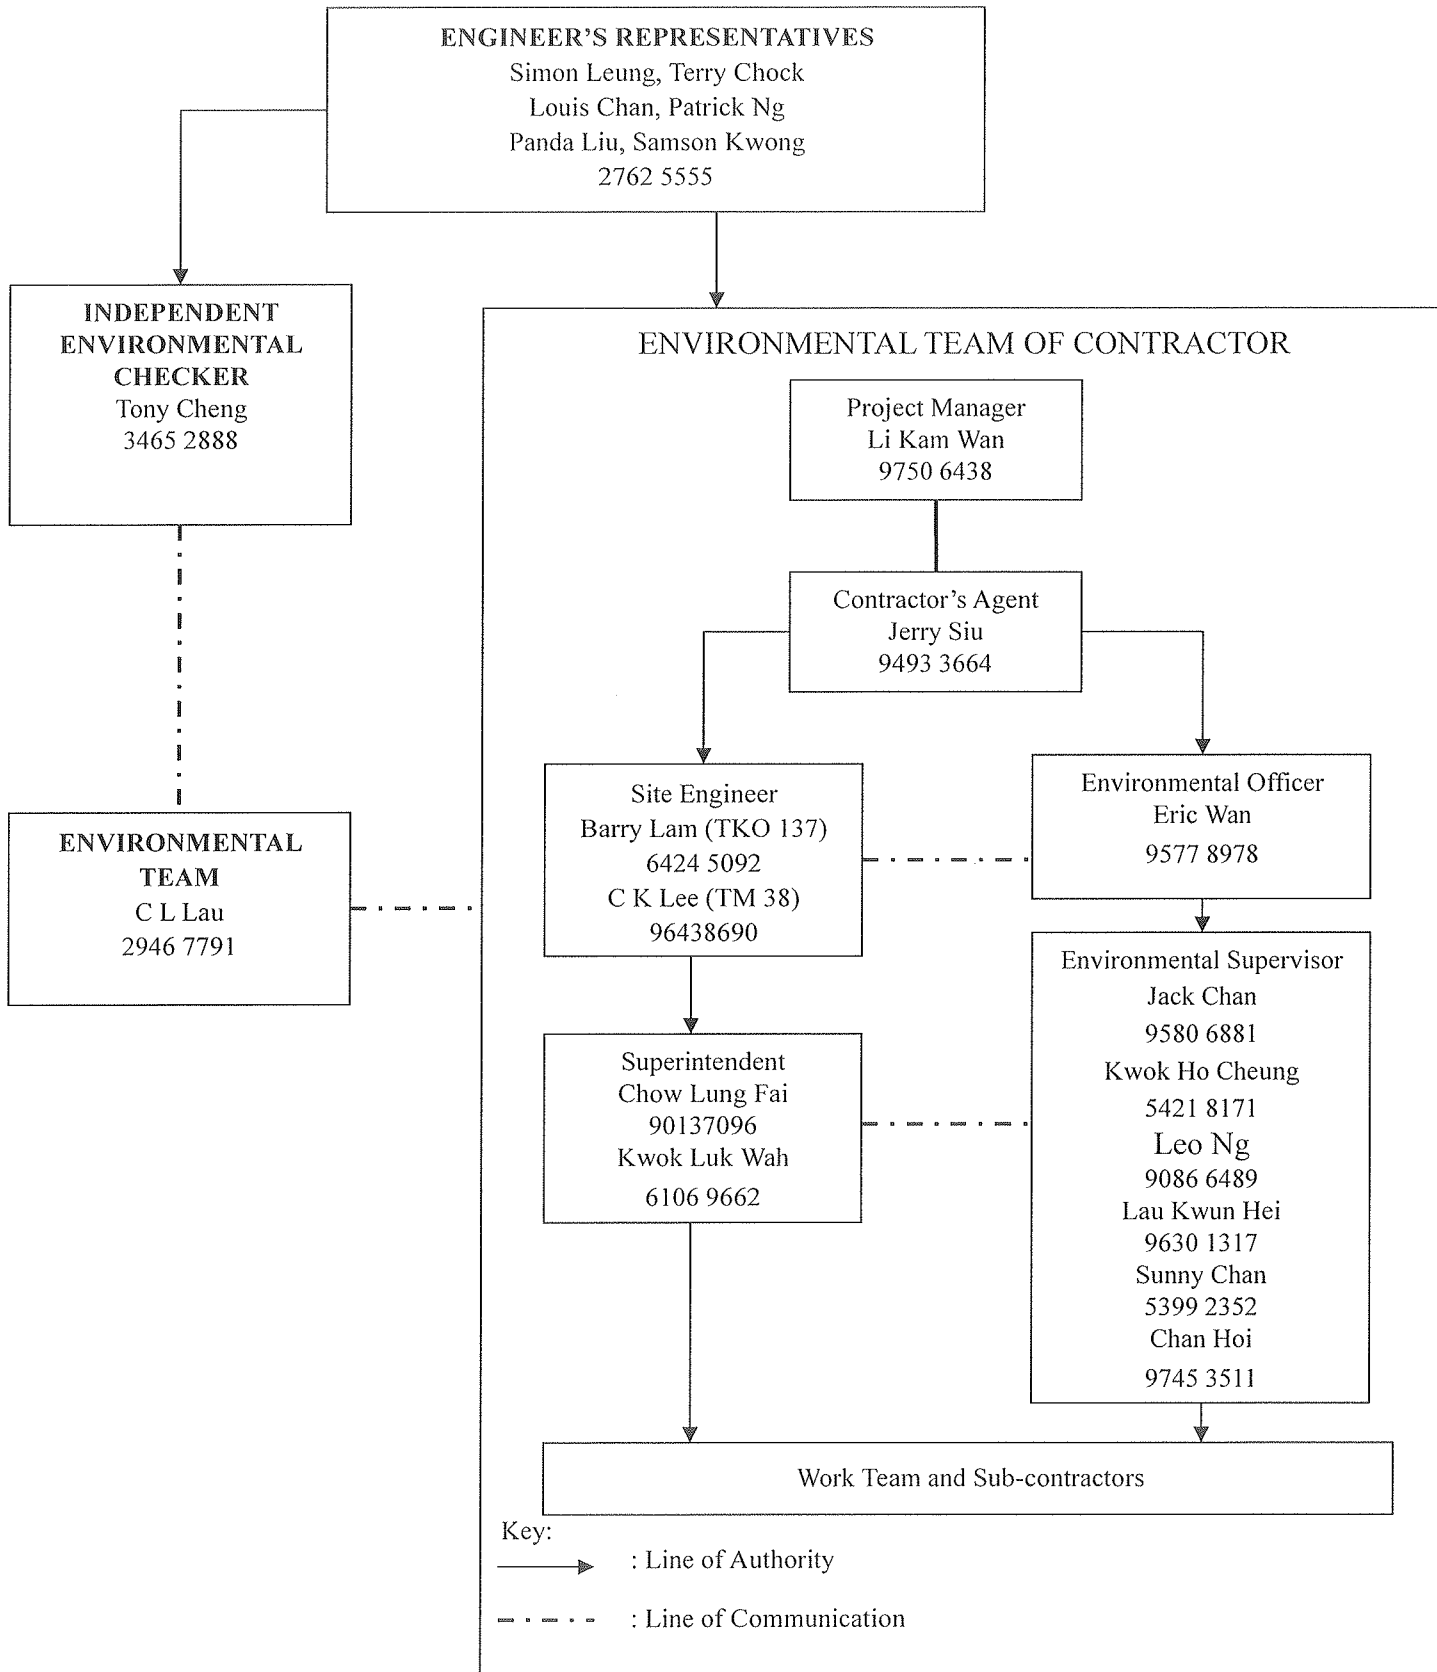 ENGINEER'S REPRESENTATIVES
Simon Leung, Terry Chock
Louis Chan, Patrick Ng
Panda Liu, Samson Kwong
2762 5555
INDEPENDENT
ENVIRONMENTAL
CHECKER
Tony Cheng
3465 2888
ENVIRONMENTAL
TEAM
C L Lau
2946 7791
ENVIRONMENTAL TEAM OF CONTRACTOR
Project Manager
Li Kam Wan
9750 6438
Contractor's Agent
Jerry Siu
9493 3664
Site Engineer
Barry Lam (TKO 137)
6424 5092
C K Lee (TM 38)
96438690
Environmental Officer
Eric Wan
9577 8978
Superintendent
Chow Lung Fai
90137096
Kwok Luk Wah
6106 9662
Environmental Supervisor
Jack Chan
9580 6881
Kwok Ho Cheung
5421 8171
Leo Ng
9086 6489
Lau Kwun Hei
9630 1317
Sunny Chan
5399 2352
Chan Hoi
9745 3511
Work Team and Sub-contractors
Key:
: Line of Authority
: Line of Communication